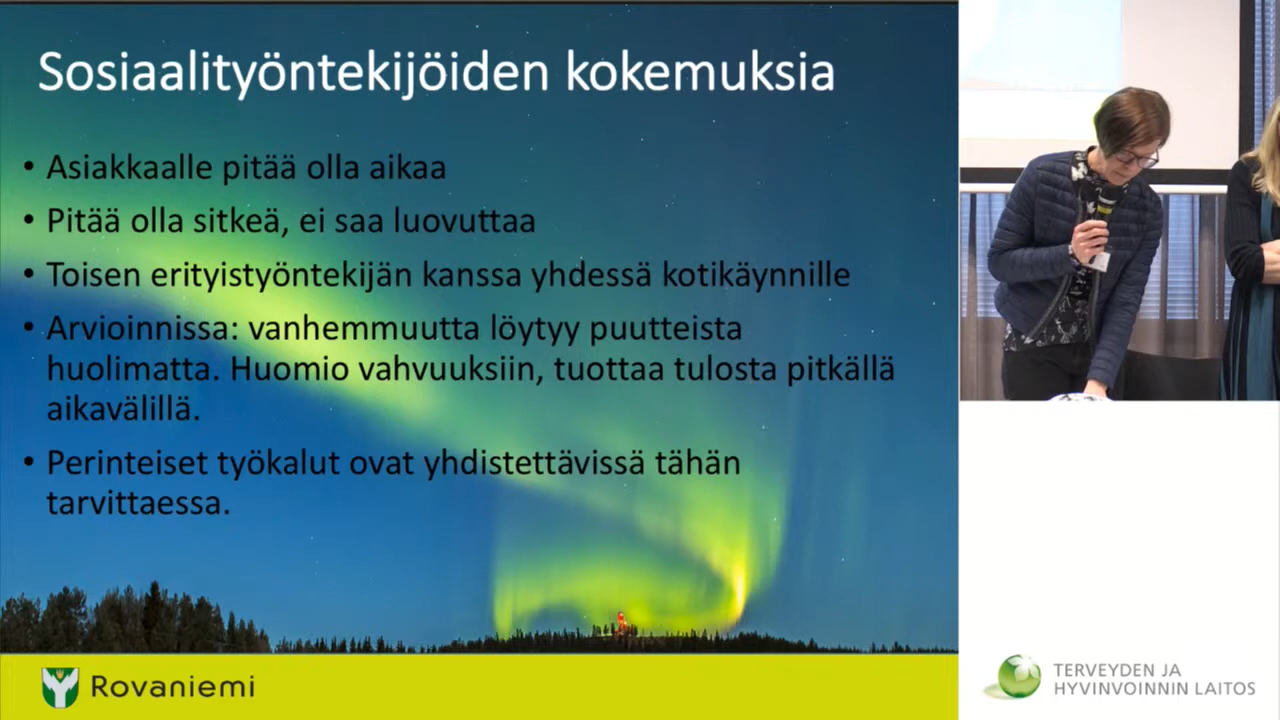 Sosiaalityöntekijöiden kokemuksia
• Asiakkaalle pitää olla aikaa
• Pitää olla sitkeä, ei saa luovuttaa
• Toisen erityistyöntekijän kanssa yhdessä kotikäynnille
• Arvioinnissa: vanhemmuutta löytyy puutteista
huolimatta. Huomio vahvuuksiin, tuottaa tulosta pitkällä
aikavälillä.
• Perinteiset työkalut ovat yhdistettävissä tähän
tarvittaessa.
Rovaniemi
TERVEYDEN JA
HYVINVOINNIN LAITOS